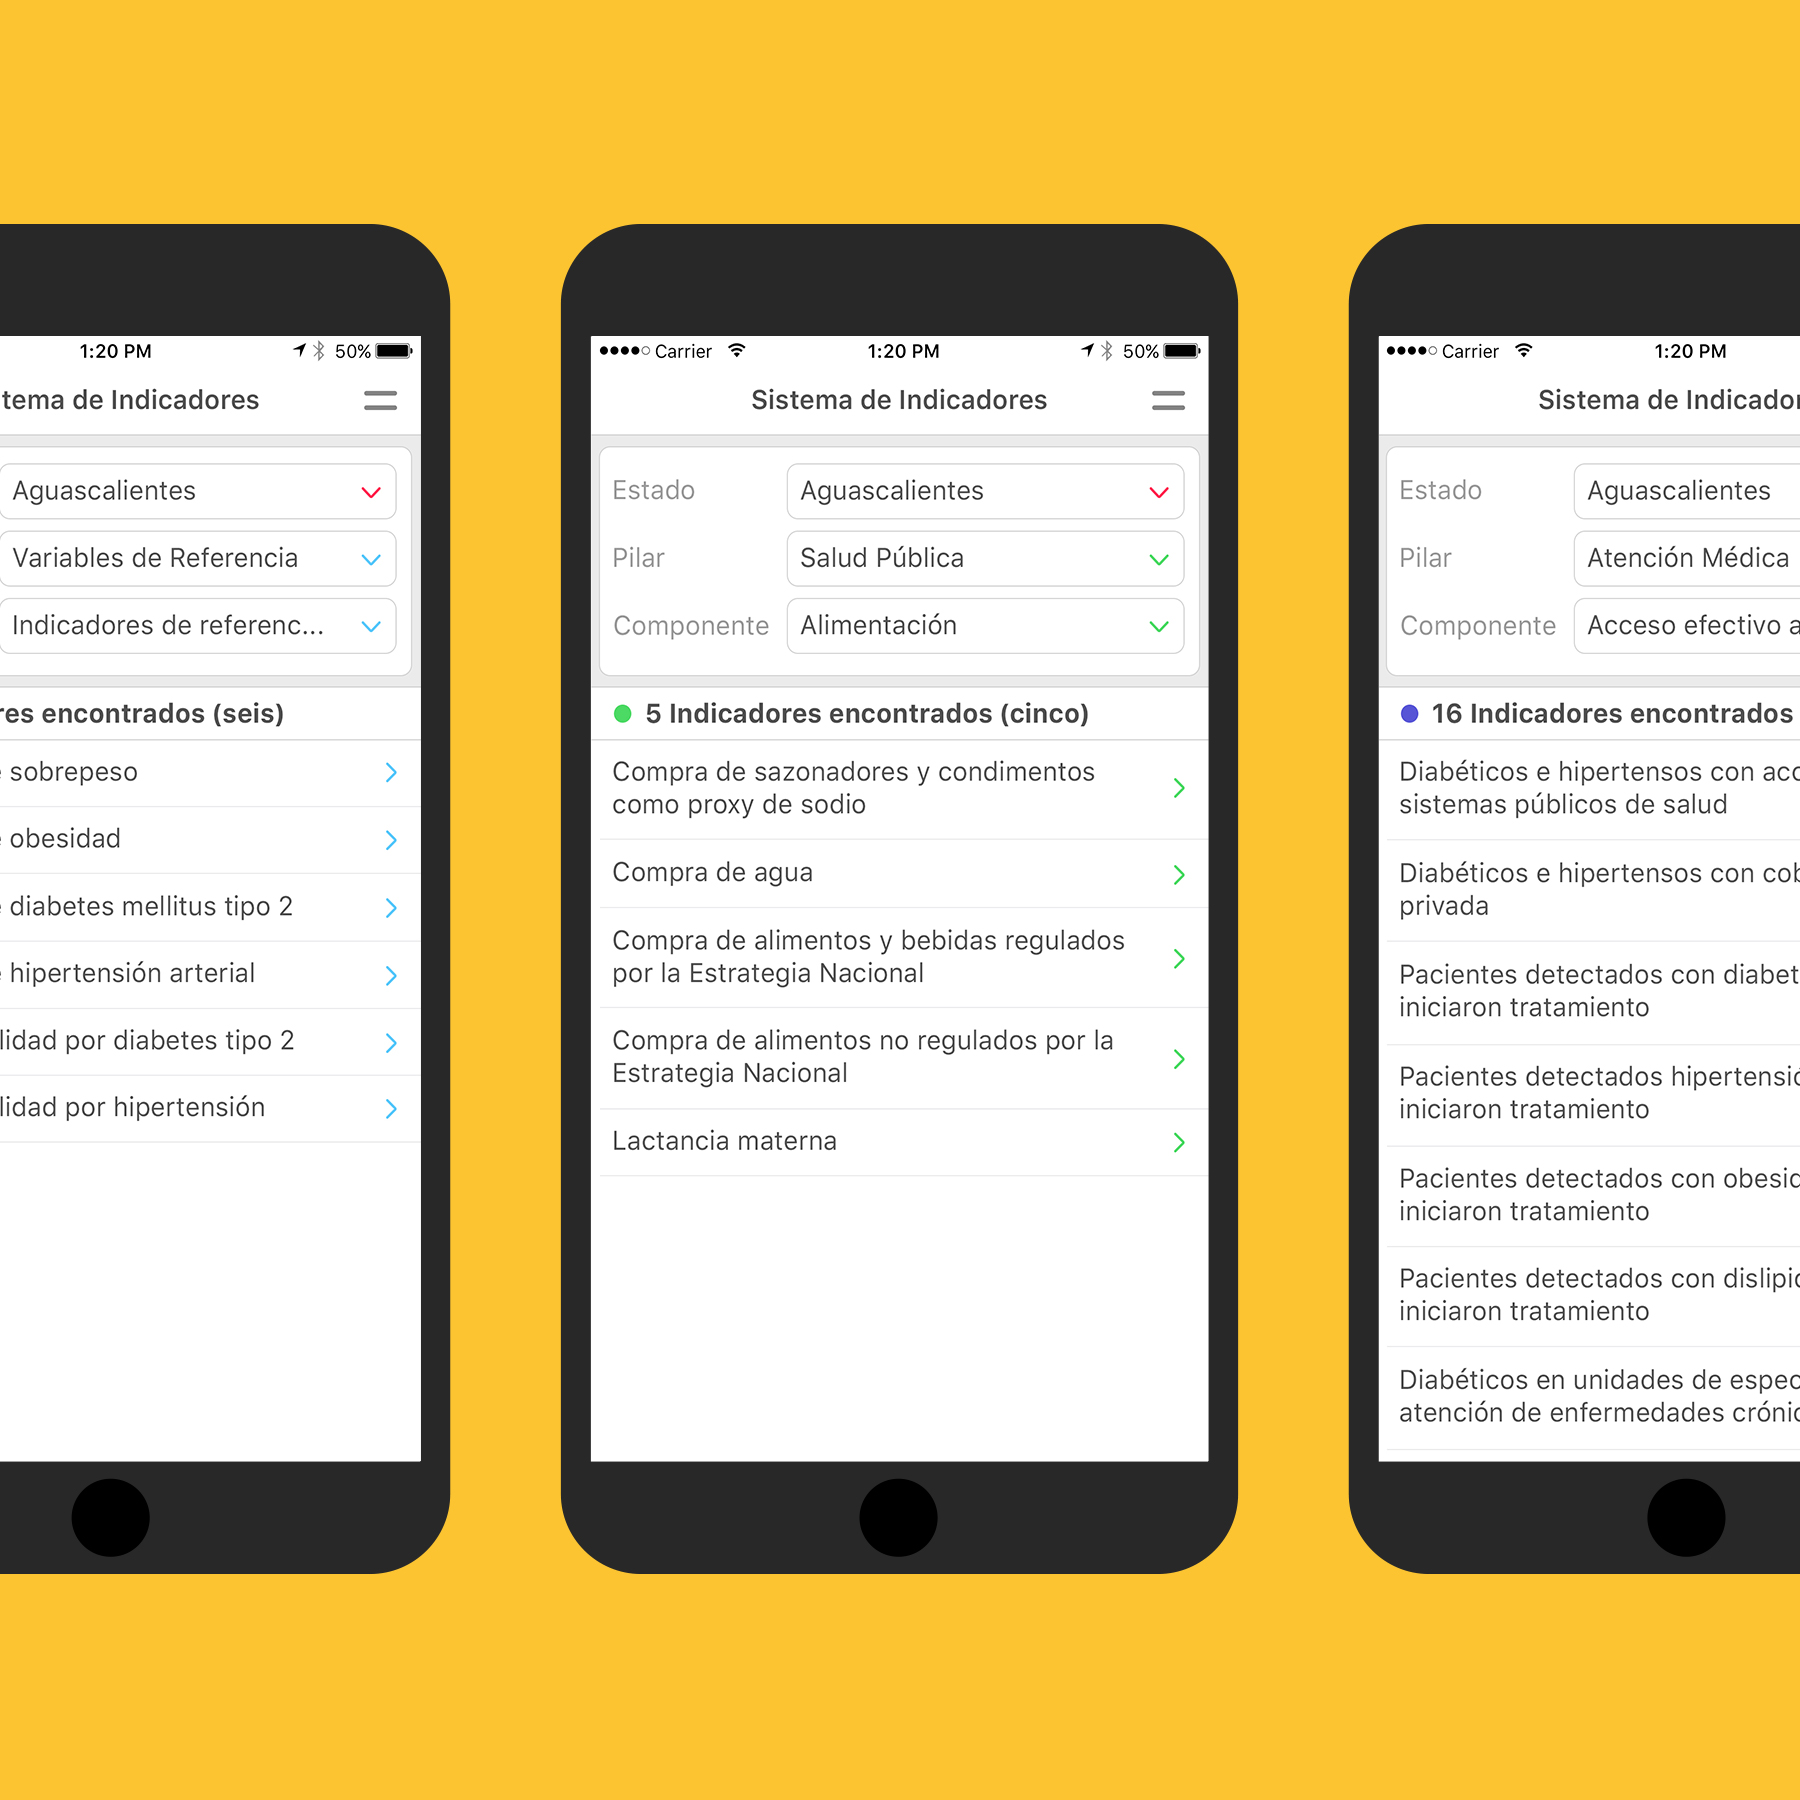 1:20 PM
50%
tema de Indicadores
Aguascalientes
Variables de Referencia
Indicadores de referenc...
res encontrados (seis)
e sobrepeso
e obesidad
e diabetes mellitus tipo 2
e hipertensión arterial
lidad por diabetes tipo 2
lidad por hipertensión
Carrier
1:20 PM
50%
Sistema de Indicadores
Estado
Aguascalientes
Pilar
Salud Pública
Componente
Alimentación
5 Indicadores encontrados (cinco)
Compra de sazonadores y condimentos
como proxy de sodio
Compra de agua
Compra de alimentos y bebidas regulados
por la Estrategia Nacional
Compra de alimentos no regulados por la
Estrategia Nacional
Lactancia materna
Carrier
1:20 PM
Sistema de Indicador
Estado
Aguascalientes
Pilar
Atención Médica
Componente
Acceso efectivo a
16 Indicadores encontrados
Diabéticos e hipertensos con acc
sistemas públicos de salud
Diabéticos e hipertensos con cob
privada
Pacientes detectados con diabet
iniciaron tratamiento
Pacientes detectados hipertensió
iniciaron tratamiento
Pacientes detectados con obesid
iniciaron tratamiento
Pacientes detectados con dislipid
iniciaron tratamiento
Diabéticos en unidades de espec
atención de enfermedades crónic